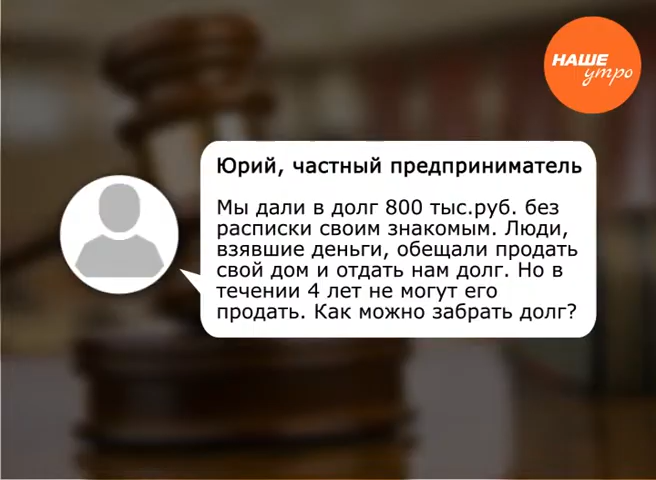 НАШЕ
утро
Юрий, частный предприниматель
Мы дали в долг 800 тыс.руб. без
расписки своим знакомым. Люди,
взявшие деньги, обещали продать
свой дом и отдать нам долг. Но в
течении 4 лет не могут его
продать. Как можно забрать долг?